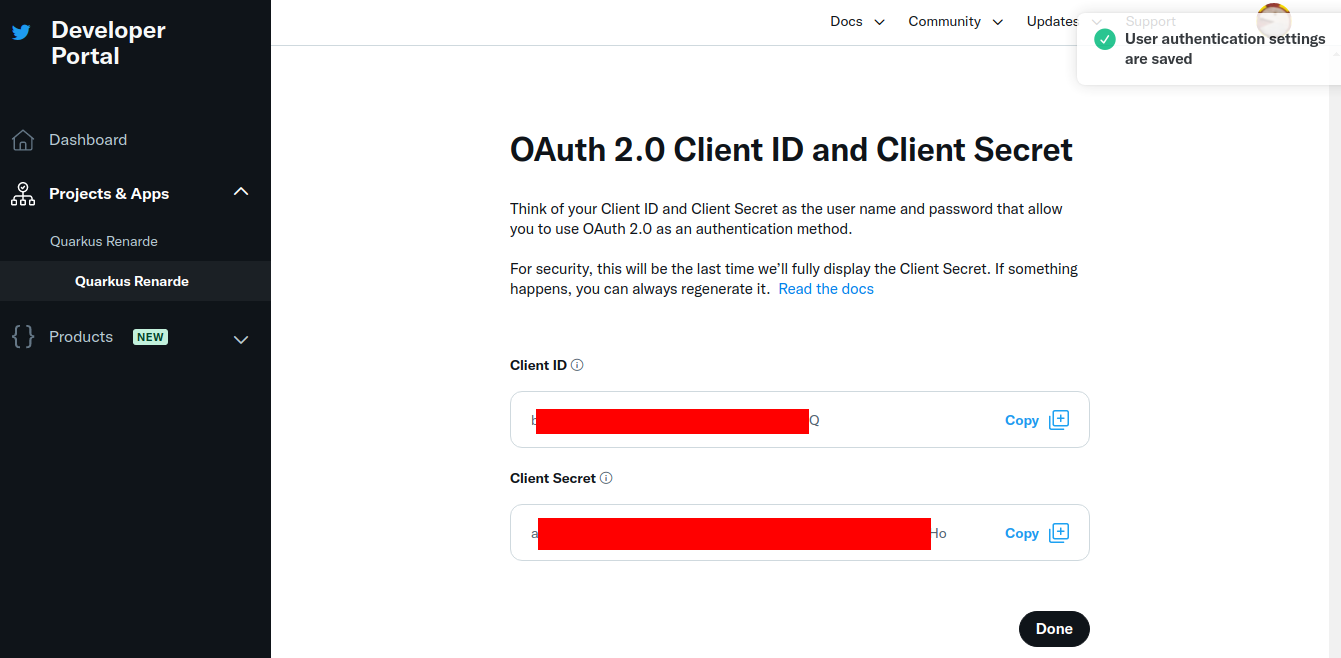 Developer
Portal
Dashboard
Projects & Apps
Quarkus Renarde
Quarkus Renarde
Products NEW
Docs Community Updates Support
User authentication settings
are saved
OAuth 2.0 Client ID and Client Secret
Think of your Client ID and Client Secret as the user name and password that allow
you to use OAuth 2.0 as an authentication method.
For security, this will be the last time we’ll fully display the Client Secret. If something
happens, you can always regenerate it. Read the docs
Client ID
b Q Copy
Client Secret
a Ho Copy
Done